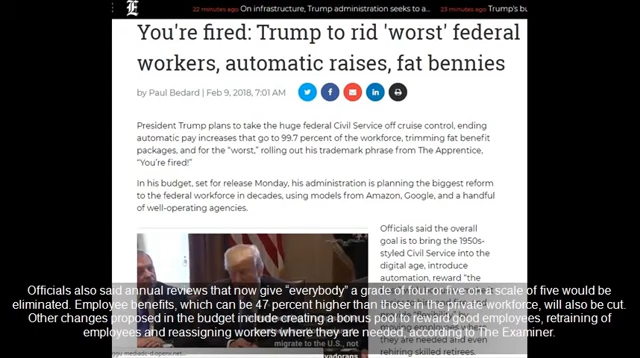 E
22 minutes ago On infrastructure, Trump administration seeks to a...
23 minutes ago Trump's bu
You're fired: Trump to rid 'worst' federal
workers, automatic raises, fat bennies
by Paul Bedard | Feb 9, 2018, 7:01 AM
President Trump plans to take the huge federal Civil Service off cruise control, ending
automatic pay increases that go to 99.7 percent of the workforce, trimming fat benefit
packages, and for the "worst," rolling out his trademark phrase from The Apprentice,
"You're fired!"
In his budget, set for release Monday, his administration is planning the biggest reform
to the federal workforce in decades, using models from Amazon, Google, and a handful
of well-operating agencies.
Officials said the overall
goal is to bring the 1950s-
styled Civil Service into the
digital age, introduce
automation, reward "the
Officials also said annual reviews that now give “everybody” a grade of four or five on a scale of five would be
eliminated. Employee benefits, which can be 47 percent higher than those in the private workforce, will also be cut.
Other changes proposed in the budget include creating a bonus pool to reward good employees, retraining of
employees and reassigning workers where they are needed, according to The Examiner.
they are needed and even
migrate to the U.S., not
rehiring skilled retirees.